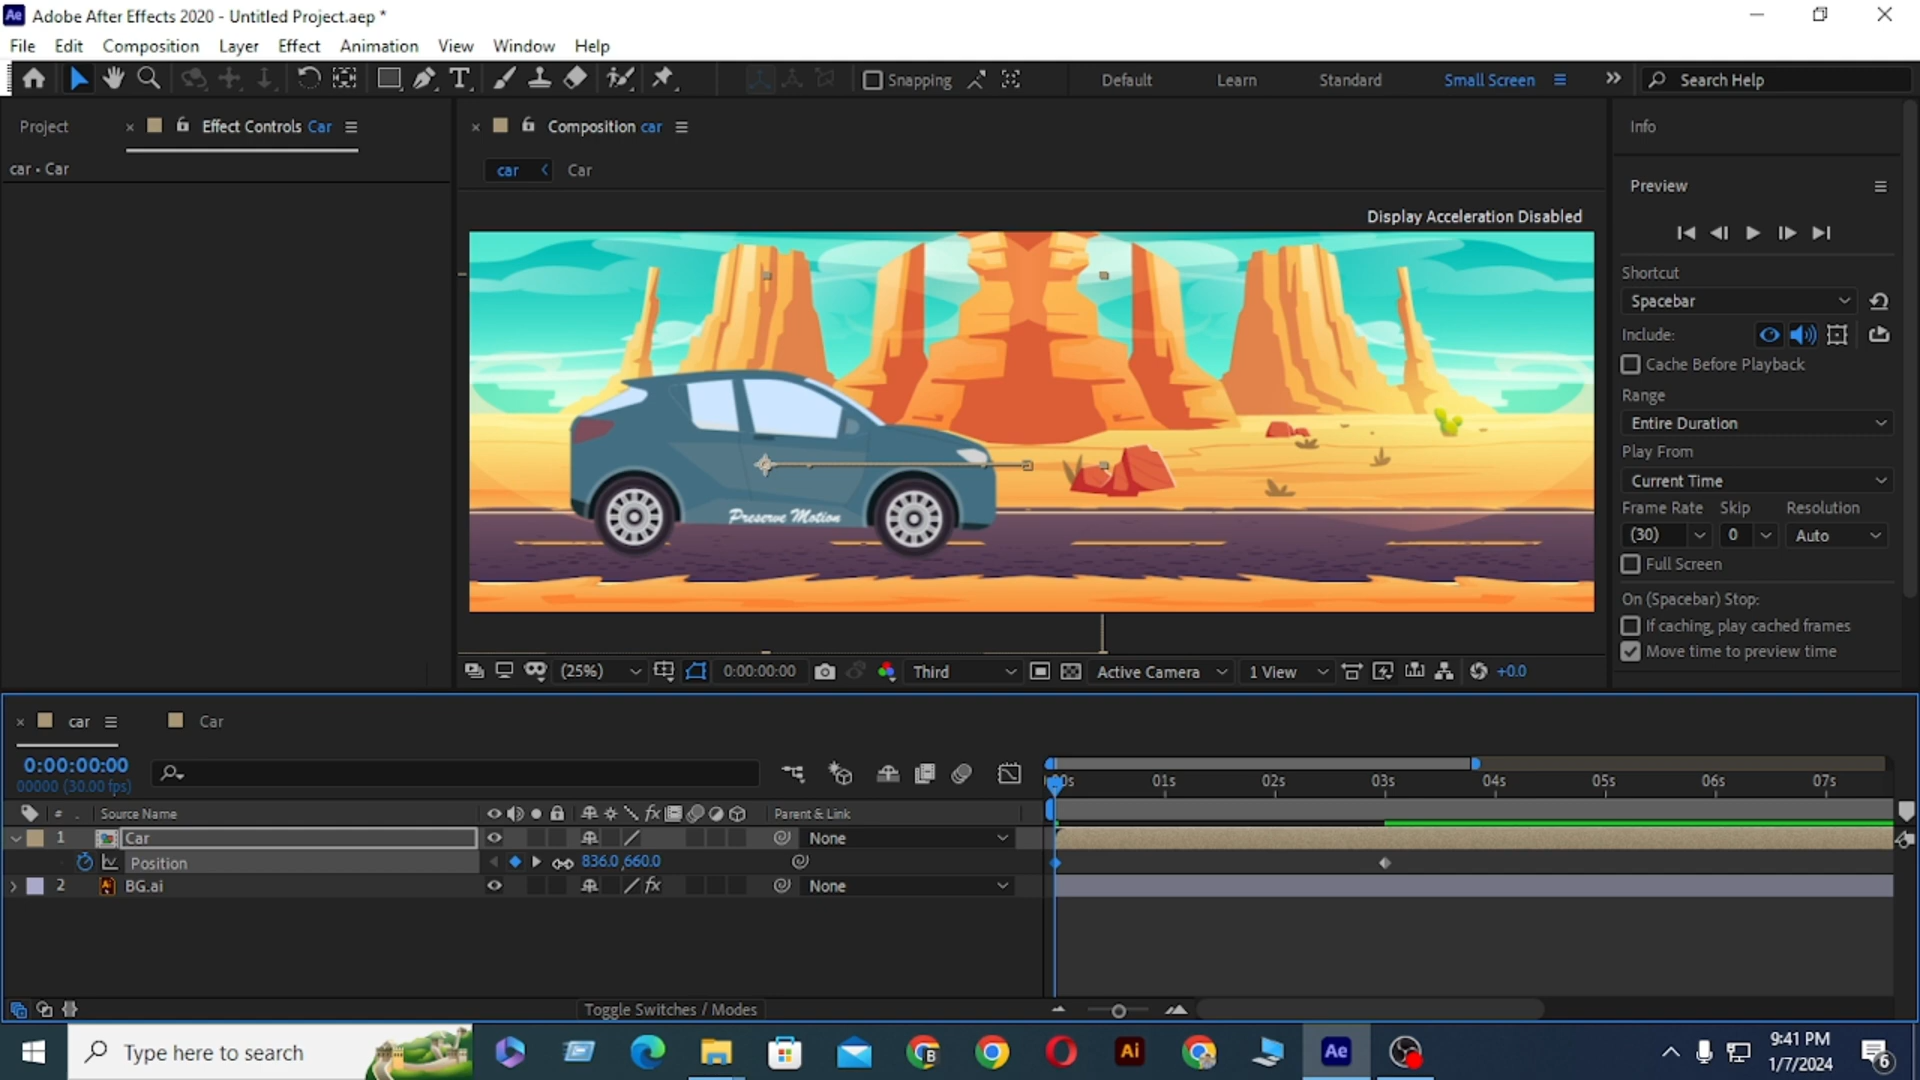 Ae Adobe After Effects 2020 - Untitled Project.aep *
File Edit Composition Layer Effect Animation View Window Help
Snapping Default Learn Standard Small Screen Search Help
Project Effect Controls Car
Composition car
Info
car • Car
car Car
Preview
Display Acceleration Disabled
Shortcut
Spacebar
Include:
Cache Before Playback
Range
Entire Duration
Play From
Current Time
Frame Rate Skip Resolution
(30) 0 Auto
Full Screen
On (Spacebar) Stop:
If caching, play cached frames
Move time to preview time
Preserve Motion
(25%) 0:00:00:00 Third Active Camera 1 View +0.0
car Car
0:00:00:00
00000 (30.00 fps)
00s 01s 02s 03s 04s 05s 06s 07s
# . Source Name fx Parent & Link
1 Car None
Position 836.0,660.0
2 BG.ai fx None
Toggle Switches / Modes
Type here to search
B
Ai
Ae
9:41 PM
1/7/2024
6